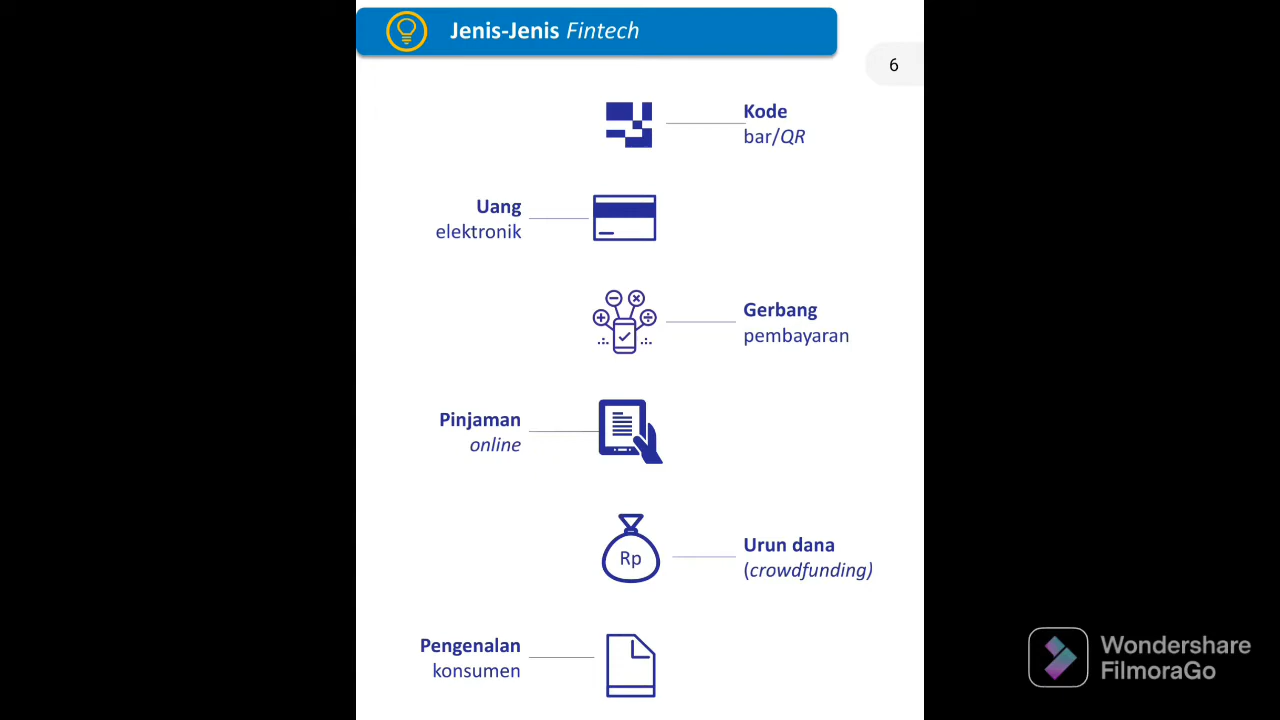 Jenis-Jenis Fintech
6
Kode
bar/QR
Uang
elektronik
Gerbang
pembayaran
Pinjaman
online
Rp
Urun dana
(crowdfunding)
Pengenalan
konsumen
Wondershare
FilmoraGo